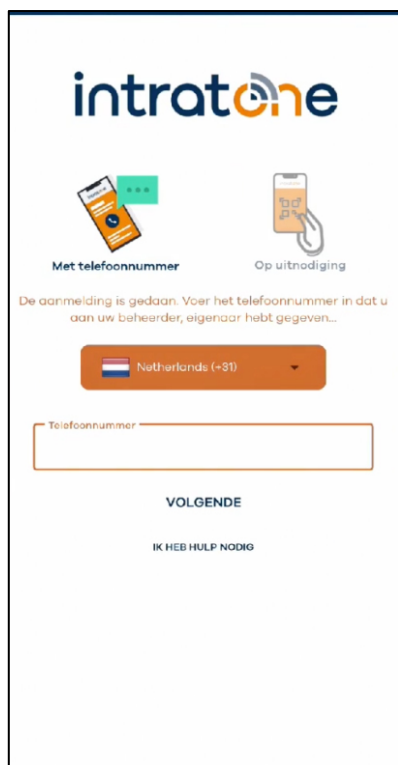 intratone
Met telefoonnummer
Op uitnodiging
De aanmelding is gedaan. Voer het telefoonnummer in dat u
aan uw beheerder, eigenaar hebt gegeven...
Netherlands (+31)
Telefoonnummer
VOLGENDE
IK HEB HULP NODIG